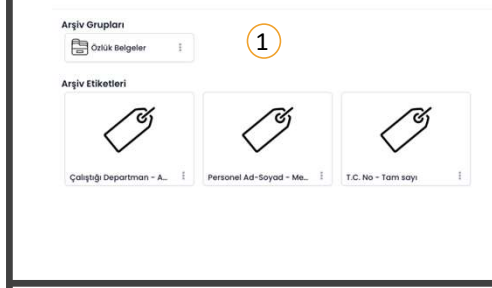 Arşiv Grupları
Özlük Belgeler
1
Arşiv Etiketleri
Çalıştığı Departman - A...
Personel Ad-Soyad - Me...
T.C. No - Tam sayı